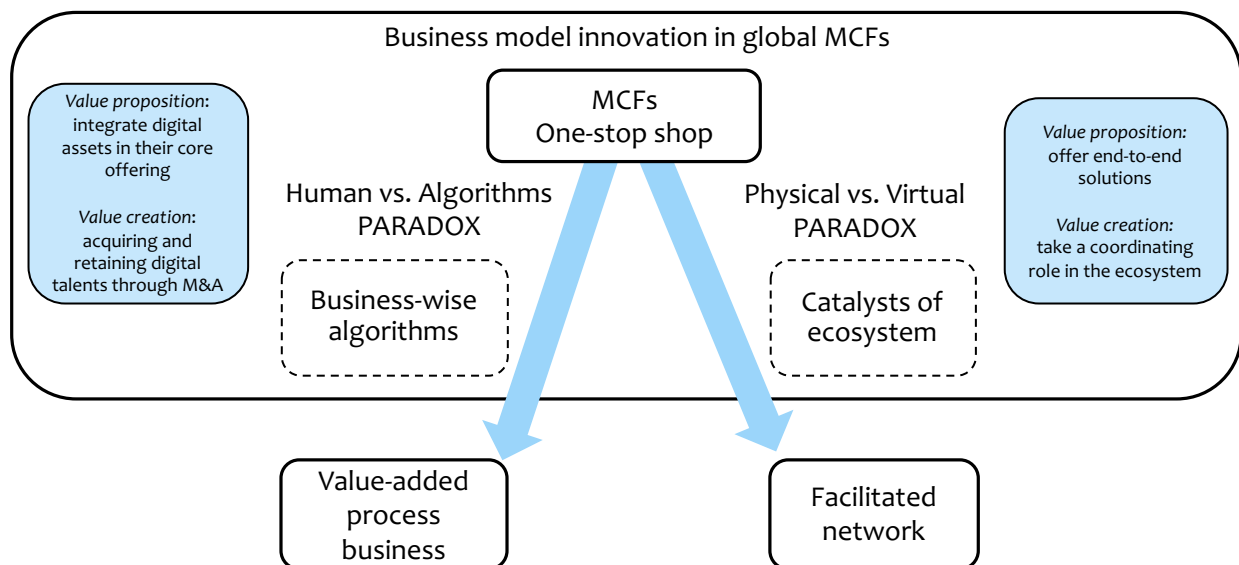 Business model innovation in global MCFs
MCFs
One-stop shop
Value proposition:
integrate digital
assets in their core
offering
Value creation:
acquiring and
retaining digital
talents through M&A
Human vs. Algorithms
PARADOX
Business-wise
algorithms
Physical vs. Virtual
PARADOX
Catalysts of
ecosystem
Value proposition:
offer end-to-end
solutions
Value creation:
take a coordinating
role in the ecosystem
Value-added
process
business
Facilitated
network